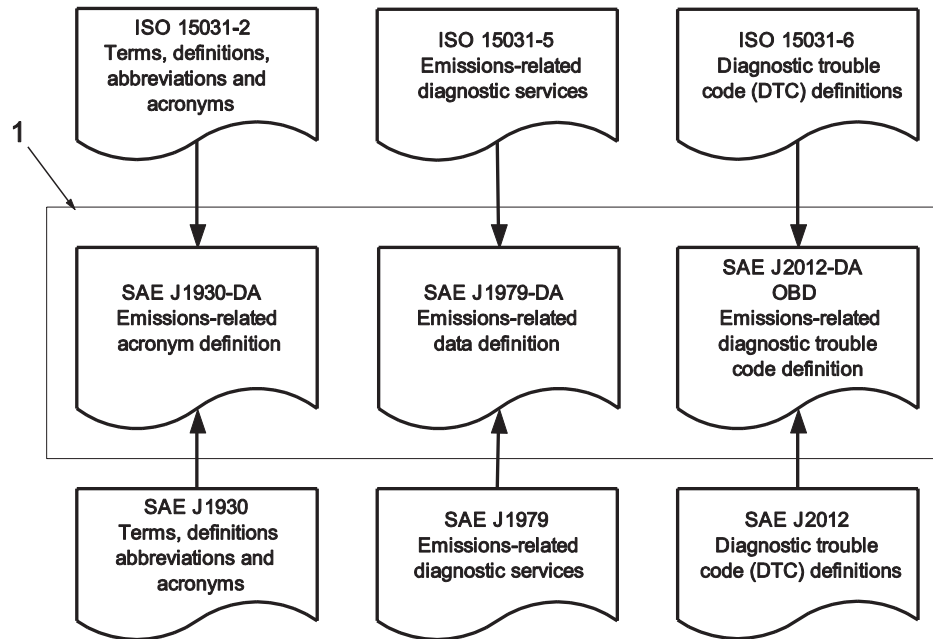 ISO 15031-2
Terms, definitions,
abbreviations and
acronyms
ISO 15031-5
Emissions-related
diagnostic services
ISO 15031-6
Diagnostic trouble
code (DTC) definitions
1
SAE J1930-DA
Emissions-related
acronym definition
SAE J1979-DA
Emissions-related
data definition
SAE J2012-DA
OBD
Emissions-related
diagnostic trouble
code definition
SAE J1930
Terms, definitions
abbreviations and
acronyms
SAE J1979
Emissions-related
diagnostic services
SAE J2012
Diagnostic trouble
code (DTC) definitions